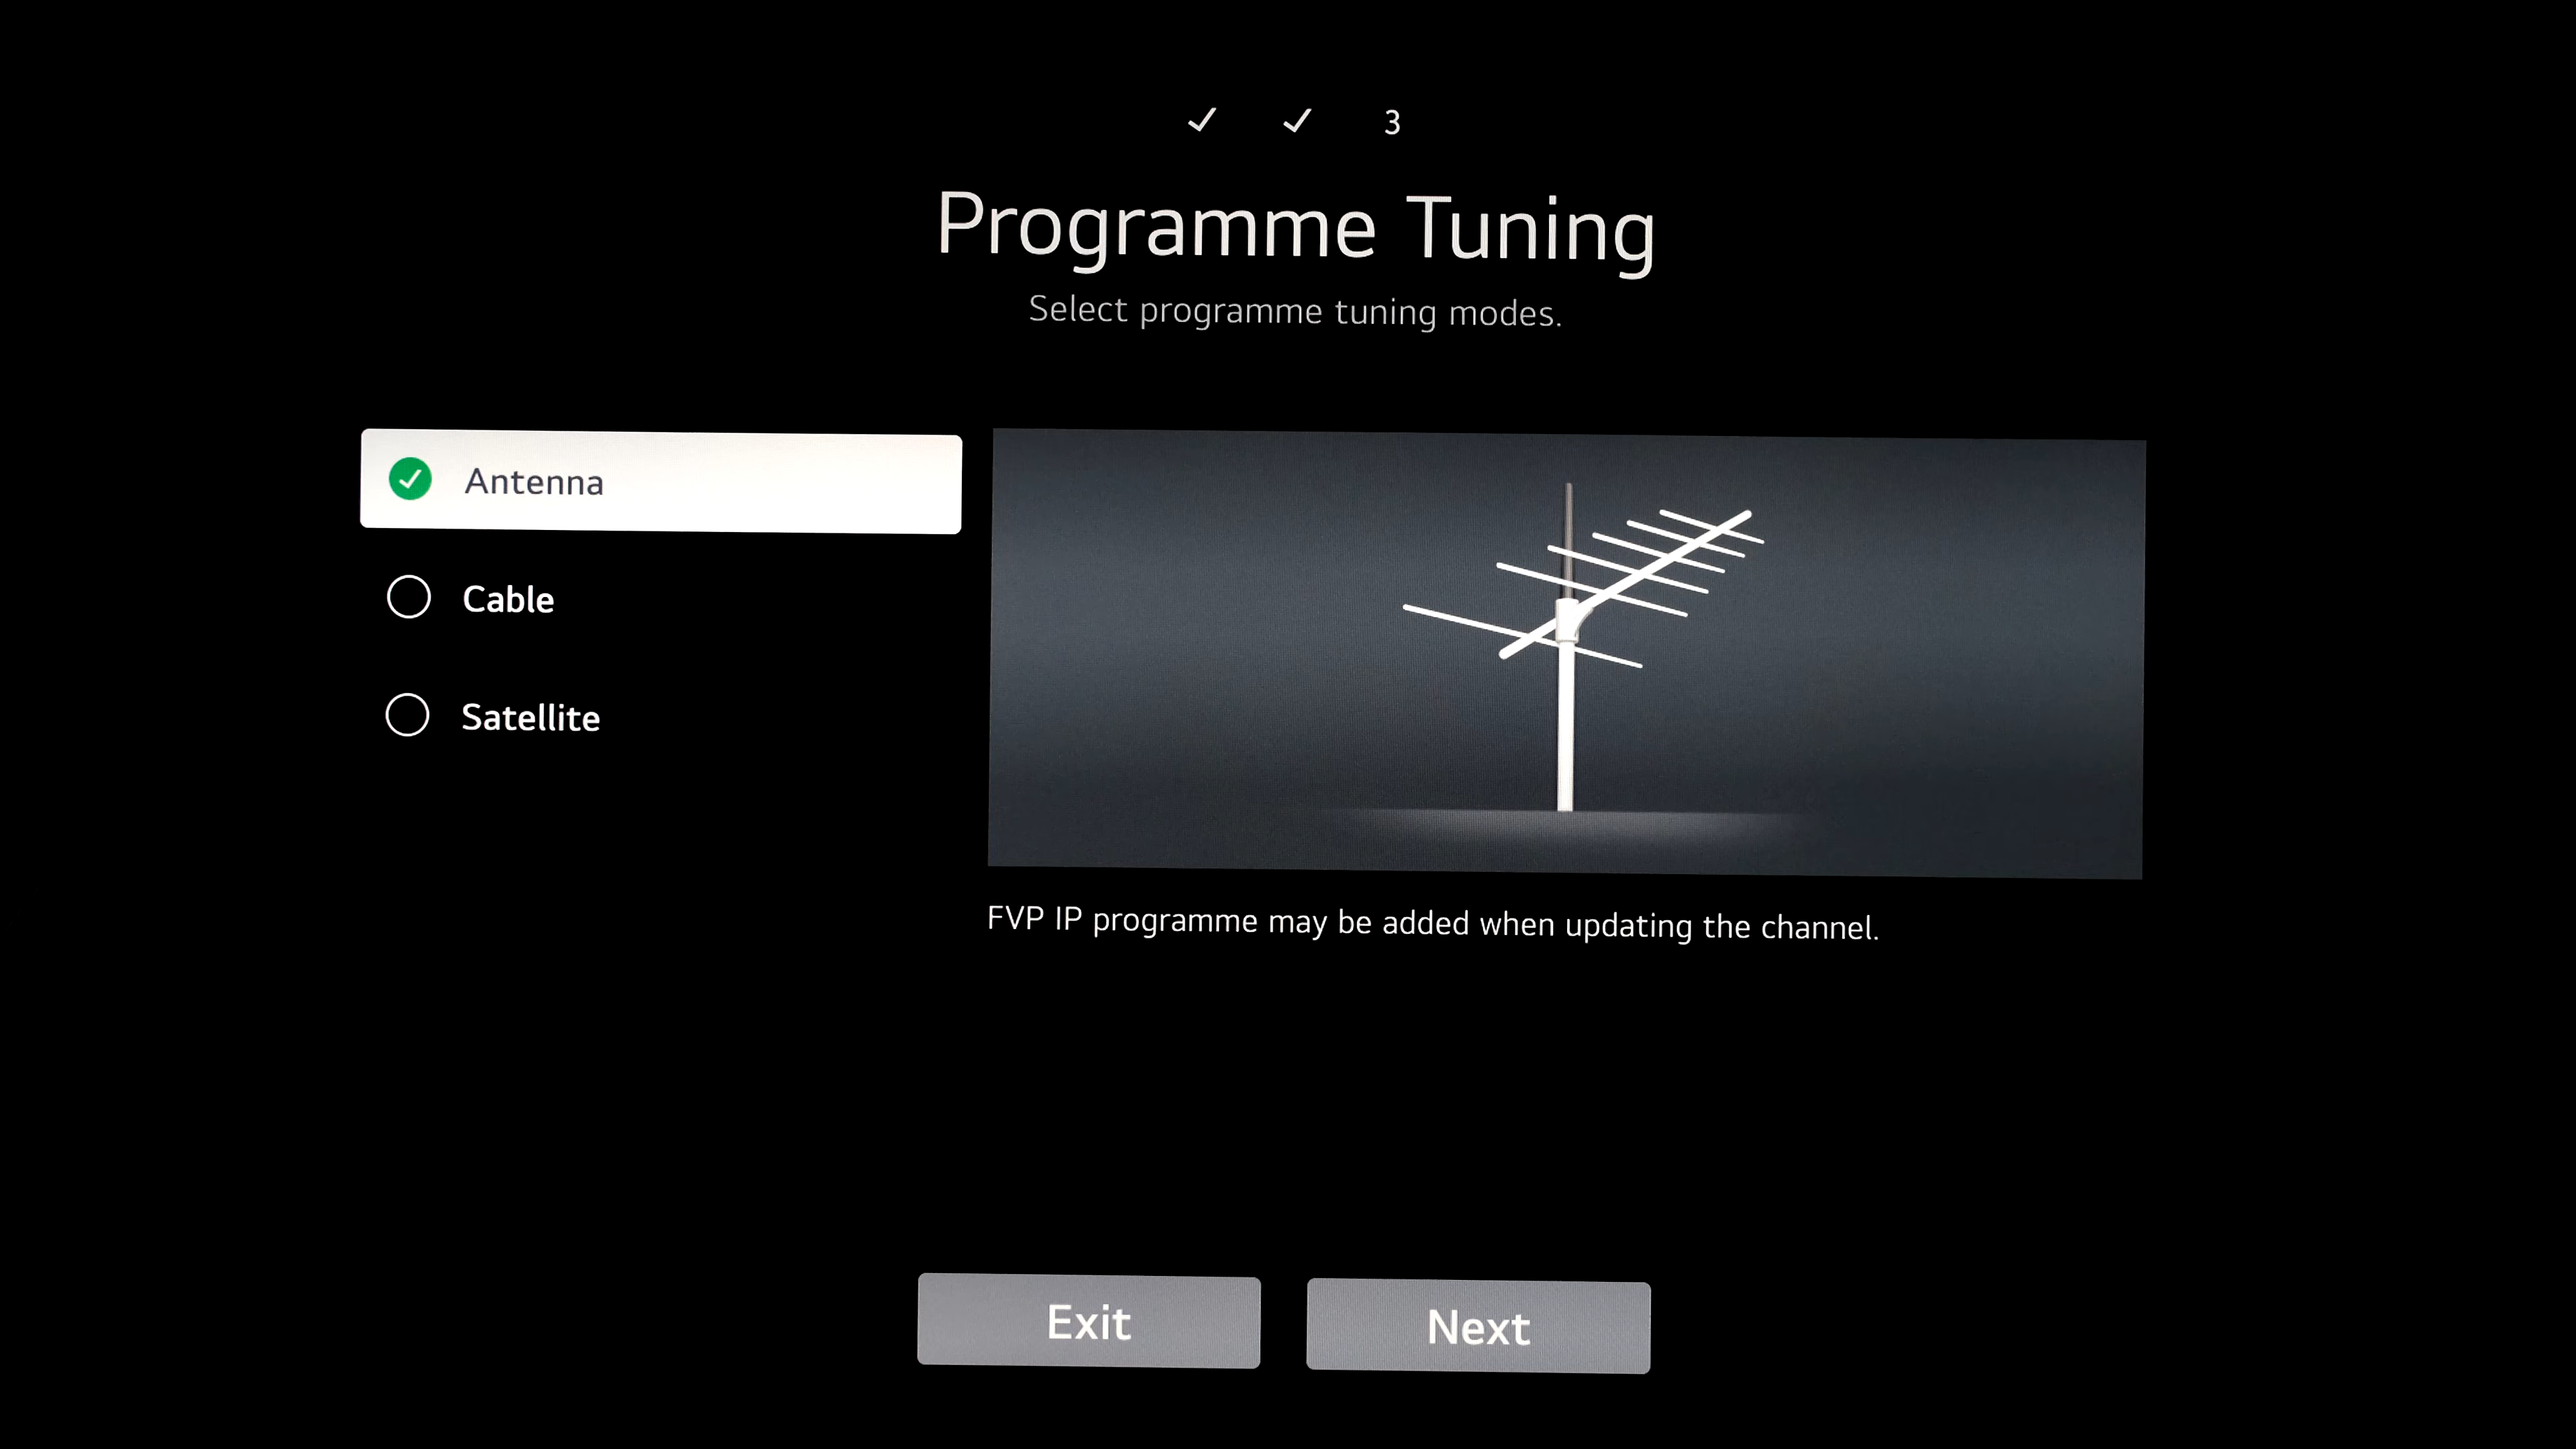 3
Programme Tuning
Select programme tuning modes.
Antenna
Cable
Satellite
FVP IP programme may be added when updating the channel.
Exit
Next